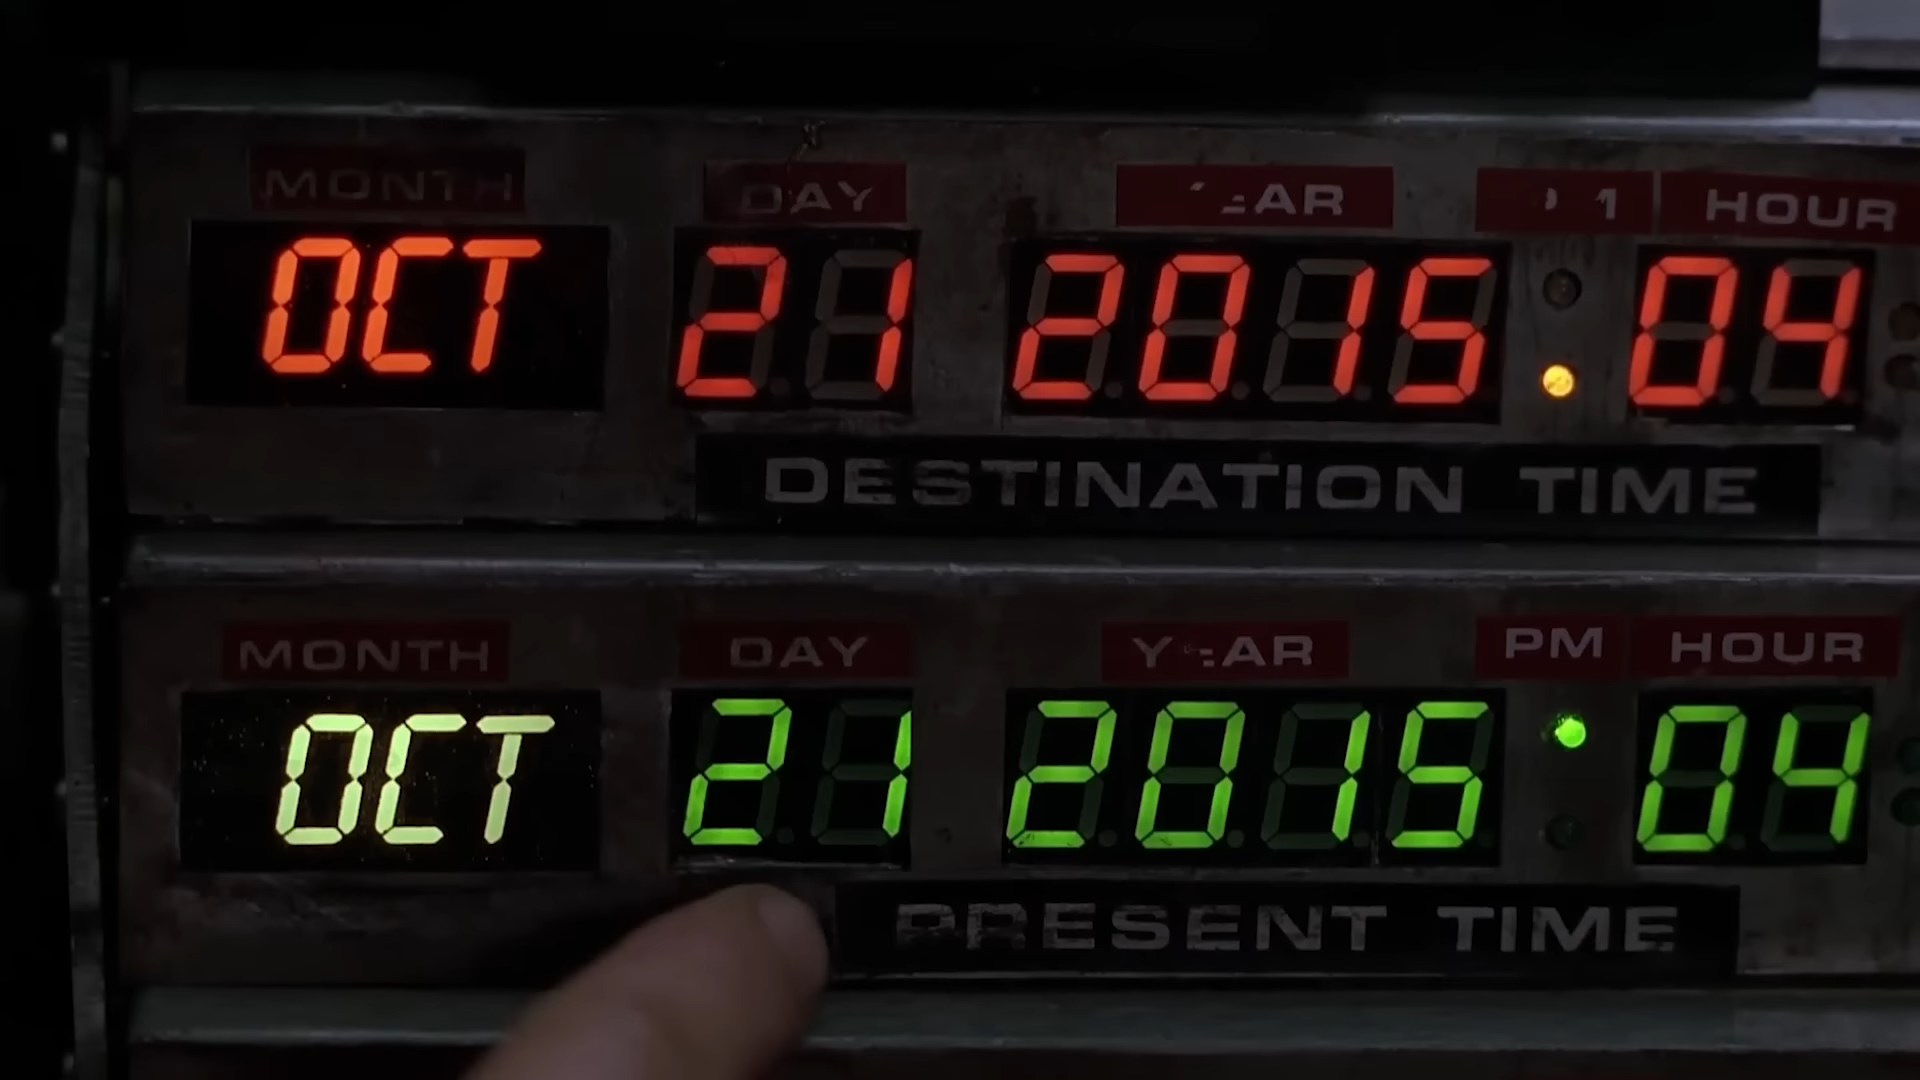 MONTH DAY HOUR
OCT 21 2015 04
DESTINATION TIME
MONTH DAY Y AR PM HOUR
OCT 21 2015 04
PRESENT TIME